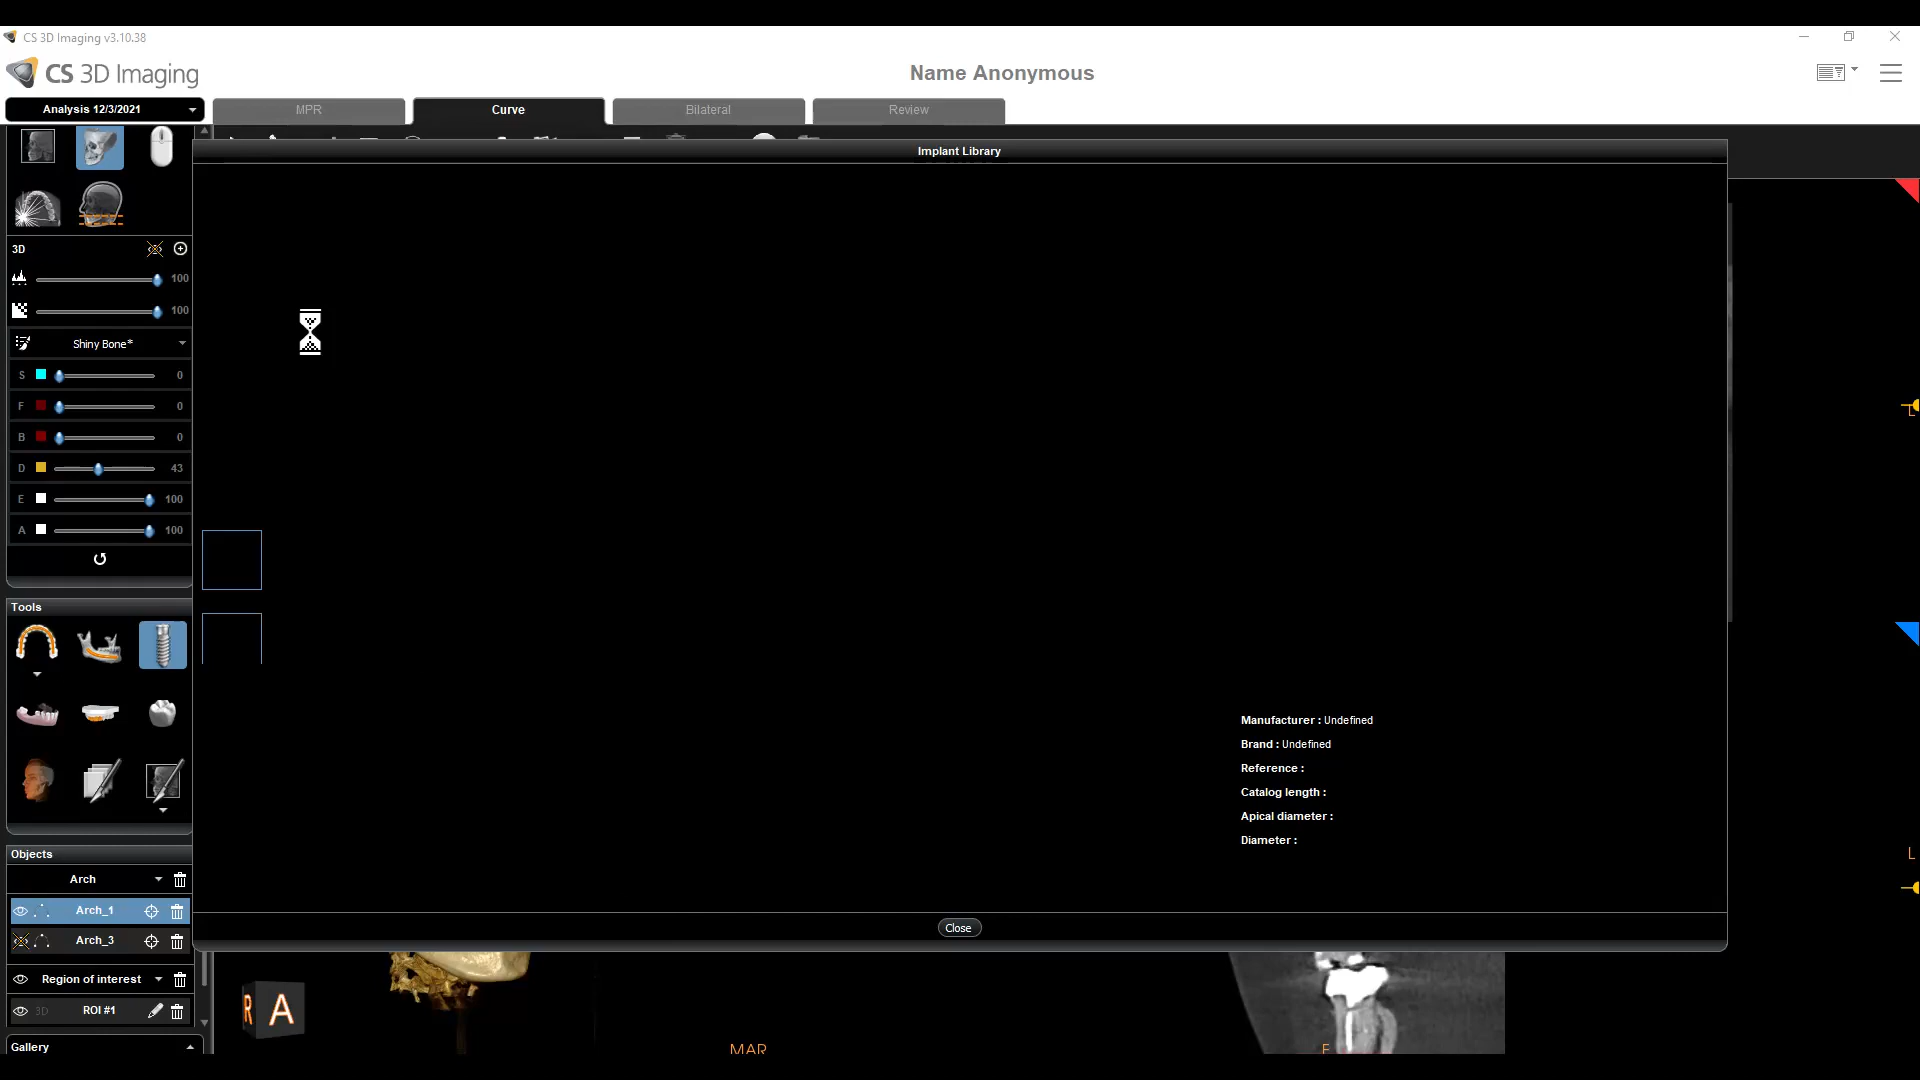 CS 3D Imaging v3.10.38
CS 3D Imaging
Name Anonymous
Analysis 12/3/2021
MPR
Curve
Bilateral
Review
Implant Library
3D
100
100
Shiny Bone*
S 0
F 0
B 0
D 43
E 100
A 100
Tools
Manufacturer : Undefined
Brand : Undefined
Reference :
Catalog length :
Apical diameter :
Diameter :
Objects
Arch
Arch_1
Arch_3
Close
Region of interest
3D ROI #1
Gallery
R A
MAR
F
L
L